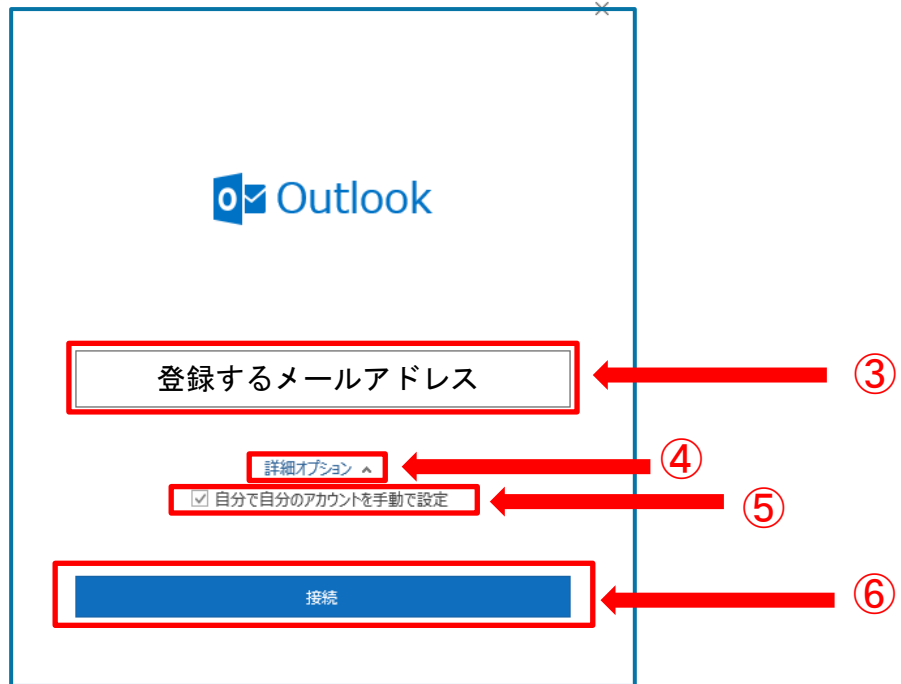 Outlook
登録するメールアドレス
③
詳細オプション
④
自分で自分のアカウントを手動で設定
⑤
接続
⑥